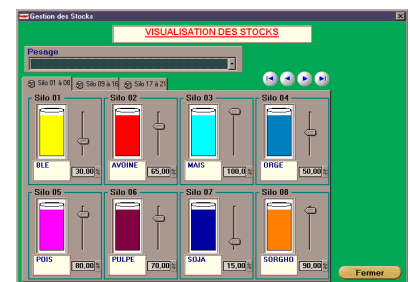 Gestion des Stocks
VISUALISATION DES STOCKS
Pesage
Silo 01 à 08 Silo 09 à 16 Silo 17 à 21
Silo 01 Silo 02 Silo 03 Silo 04
BLE AVOINE MAIS ORGE
30,00 % 65,00 % 100,0 % 50,00 %
Silo 05 Silo 06 Silo 07 Silo 08
POIS PULPE SOJA SORGHO
80,00 % 70,00 % 15,00 % 90,00 %
Fermer